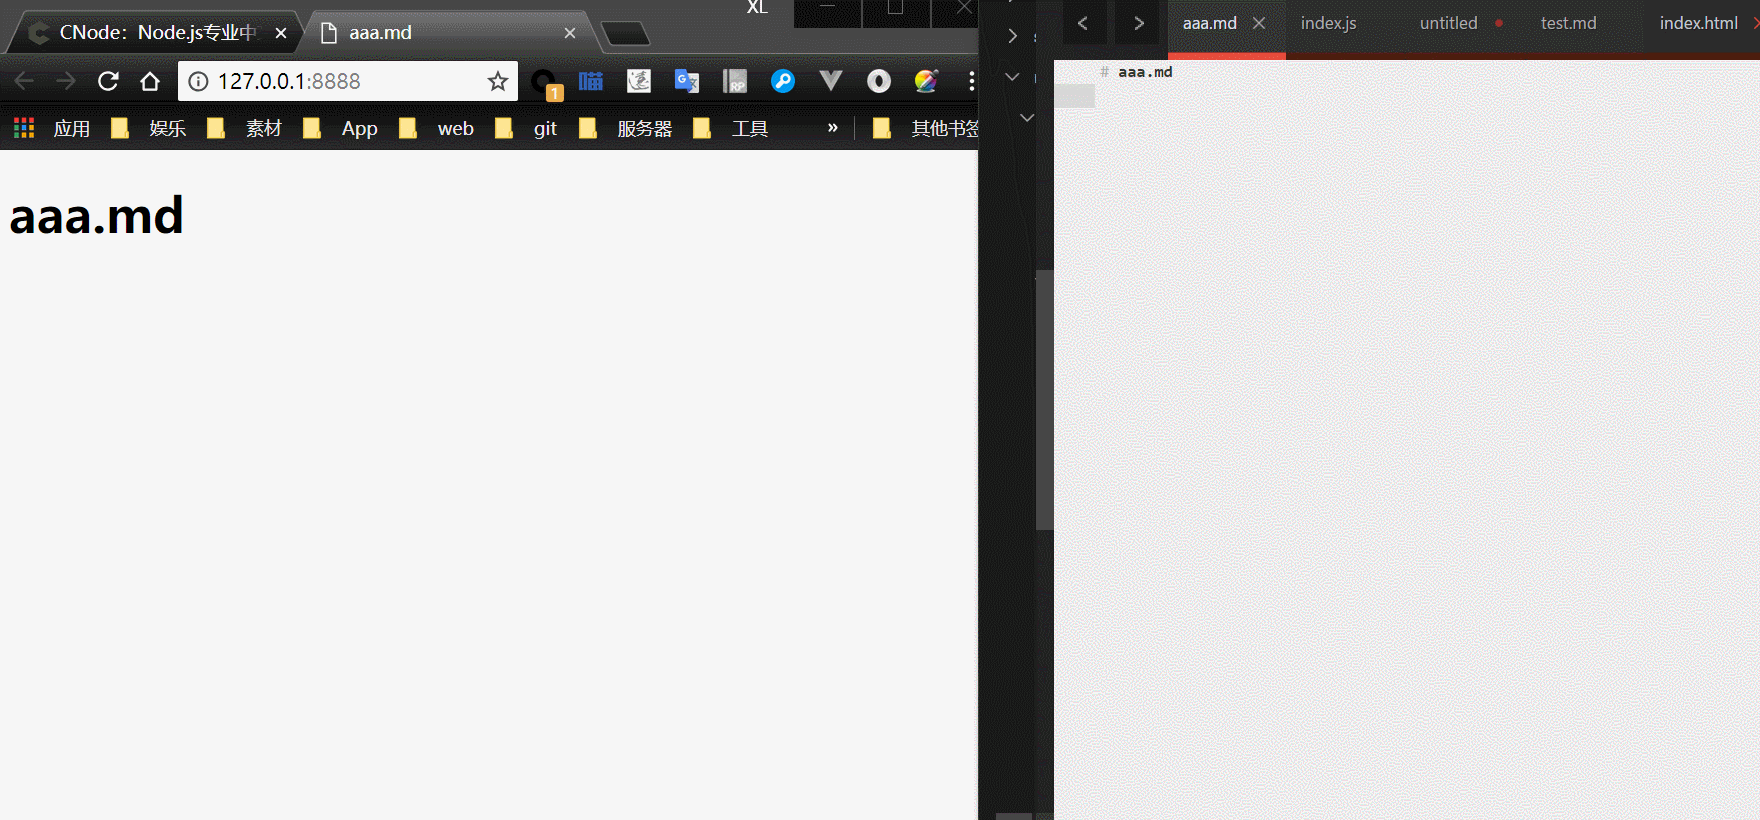 XL
CNode：Node.js专业中
aaa.md
127.0.0.1:8888
1
喵
RP
应用 娱乐 素材 App web git 服务器 工具 » 其他书签
aaa.md
aaa.md index.js untitled test.md index.html
# aaa.md